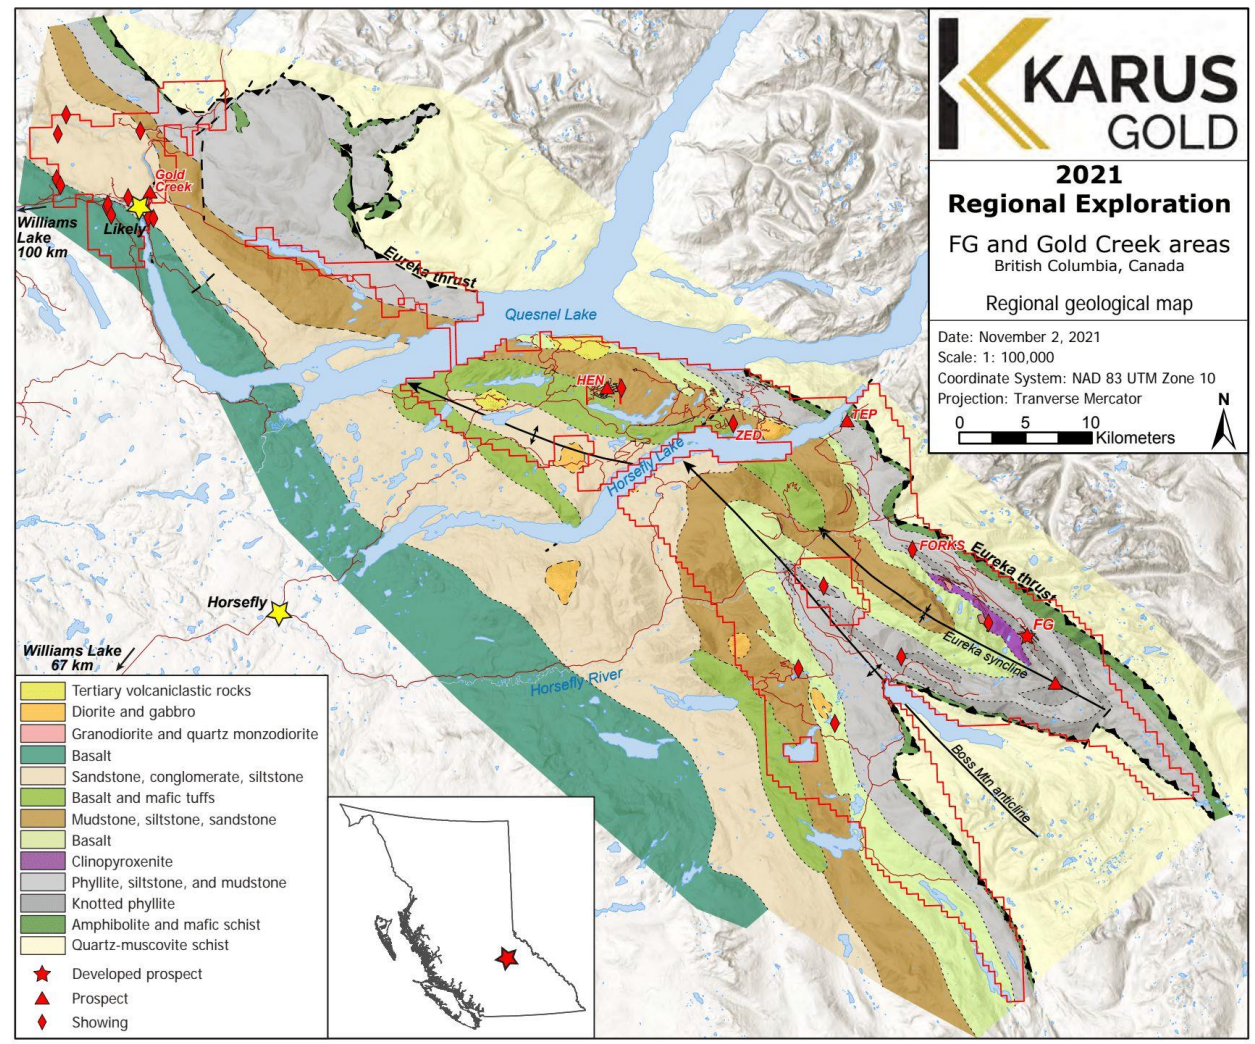 KARUS
GOLD
2021
Regional Exploration
FG and Gold Creek areas
British Columbia, Canada
Regional geological map
Date: November 2, 2021
Scale: 1: 100,000
Coordinate System: NAD 83 UTM Zone 10
Projection: Tranverse Mercator
N
0 5 10
Kilometers
Gold
Creek
Likely
Williams
Lake
100 km
Eureka thrust
Quesnel Lake
HEN
ZED
TEP
Horsefly Lake
FORKS
Eureka thrust
FG
Eureka syncline
Horsefly
Williams Lake
67 km
Horsefly River
Boss Mtn anticline
Tertiary volcaniclastic rocks
Diorite and gabbro
Granodiorite and quartz monzodiorite
Basalt
Sandstone, conglomerate, siltstone
Basalt and mafic tuffs
Mudstone, siltstone, sandstone
Basalt
Clinopyroxenite
Phyllite, siltstone, and mudstone
Knotted phyllite
Amphibolite and mafic schist
Quartz-muscovite schist
Developed prospect
Prospect
Showing